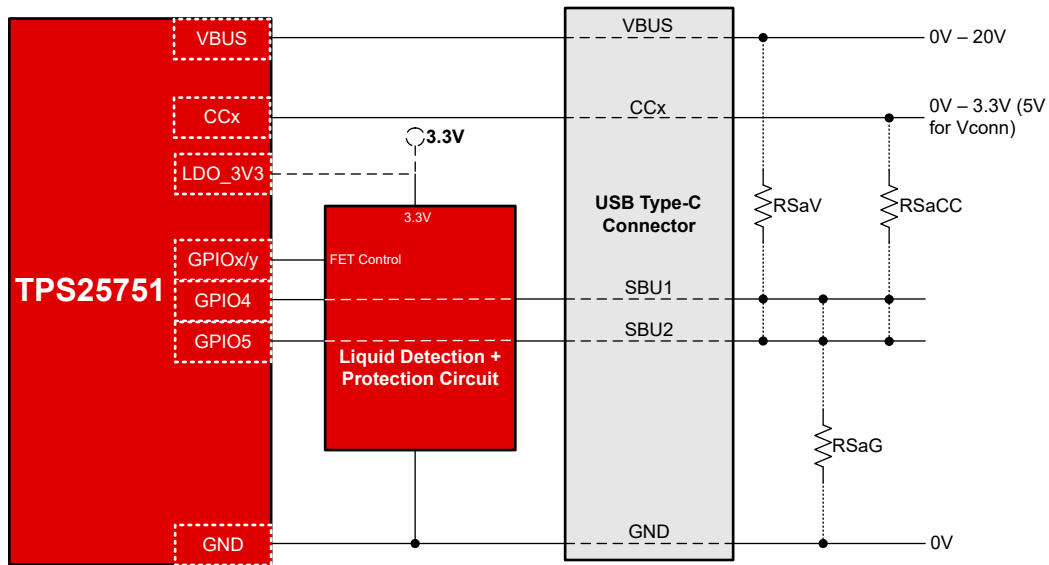 TPS25751
VBUS
CCx
LDO_3V3
GPIOx/y
GPIO4
GPIO5
GND
3.3V
3.3V
FET Control
Liquid Detection +
Protection Circuit
VBUS
CCx
USB Type-C
Connector
SBU1
SBU2
GND
0V – 20V
0V – 3.3V (5V
for Vconn)
RSaV
RSaCC
RSaG
0V